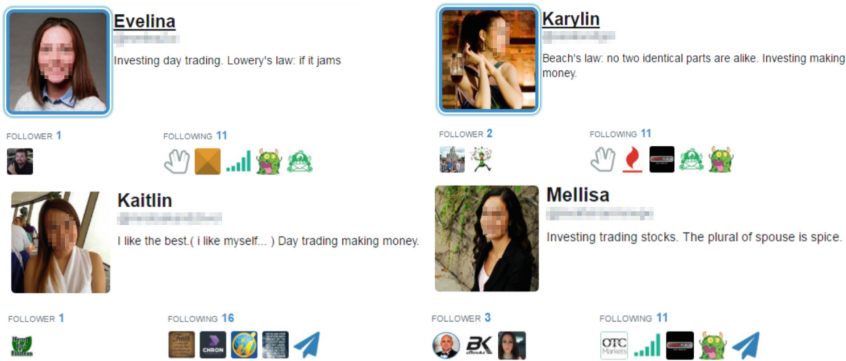 Evelina
Investing day trading. Lowery's law: if it jams
FOLLOWER 1
FOLLOWING 11
Karylin
Beach's law: no two identical parts are alike. Investing making
money.
FOLLOWER 2
FOLLOWING 11
Kaitlin
I like the best.( i like myself... ) Day trading making money.
FOLLOWER 1
FOLLOWING 16
CHRON
Mellisa
Investing trading stocks. The plural of spouse is spice.
FOLLOWER 3
BK
FOLLOWING 11
OTC
Markets